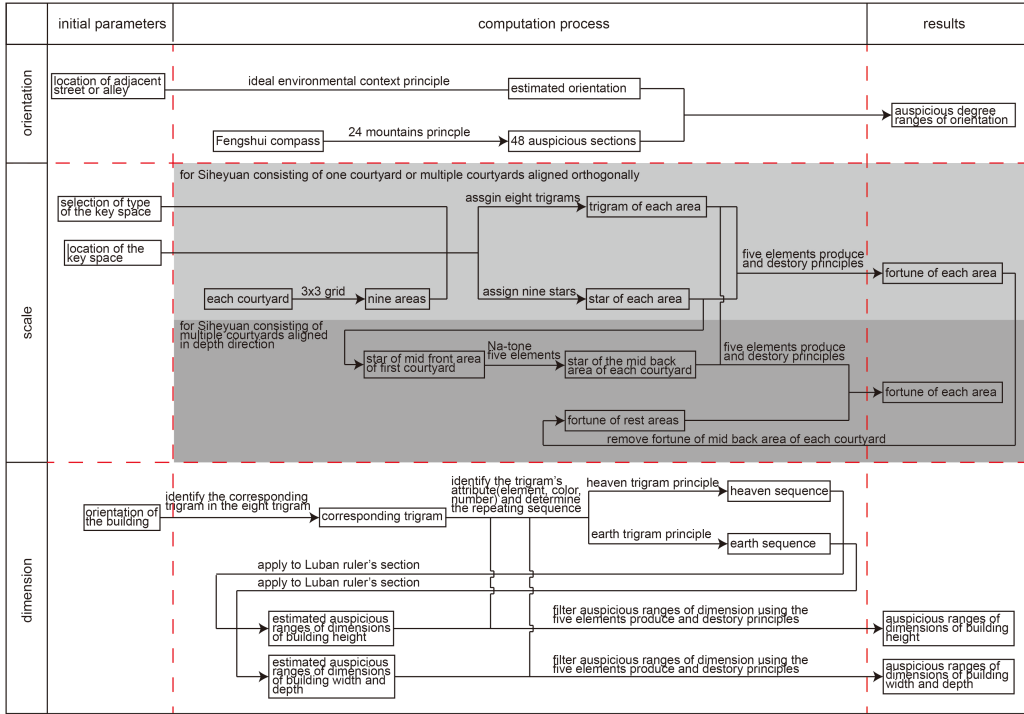 initial parameters
computation process
results
orientation
location of adjacent
street or alley
ideal environmental context principle
estimated orientation
Fengshui compass
24 mountains princple
48 auspicious sections
auspicious degree
ranges of orientation
scale
for Siheyuan consisting of one courtyard or multiple courtyards aligned orthogonally
selection of type
of the key space
location of the
key space
each courtyard
3x3 grid
nine areas
assgin eight trigrams
trigram of each area
assign nine stars
star of each area
five elements produce
and destory principles
fortune of each area
for Siheyuan consisting of
multiple courtyards aligned
in depth direction
star of mid front area
of first courtyard
Na-tone
five elements
star of the mid back
area of each courtyard
five elements produce
and destory principles
fortune of each area
fortune of rest areas
remove fortune of mid back area of each courtyard
dimension
orientation of
the building
identify the corresponding
trigram in the eight trigram
corresponding trigram
identify the trigram's
attribute(element, color,
number) and determine
the repeating sequence
heaven trigram principle
heaven sequence
earth trigram principle
earth sequence
apply to Luban ruler's section
apply to Luban ruler's section
estimated auspicious
ranges of dimensions
of building height
filter auspicious ranges of dimension using the
five elements produce and destory principles
auspicious ranges of
dimensions of building
height
estimated auspicious
ranges of dimensions
of building width and
depth
filter auspicious ranges of dimension using the
five elements produce and destory principles
auspicious ranges of
dimensions of building
width and depth